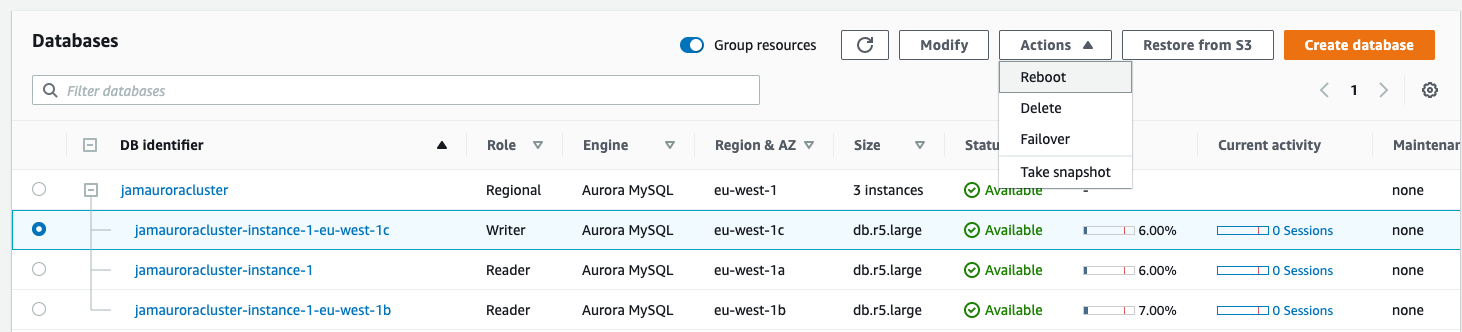 Databases
Group resources
Modify
Actions
Restore from S3
Create database
Reboot
Delete
Failover
Take snapshot
Filter databases
1
DB identifier Role Engine Region & AZ Size Statu Current activity Maintenan
jamauroracluster Regional Aurora MySQL eu-west-1 3 instances Available - none
jamauroracluster-instance-1-eu-west-1c Writer Aurora MySQL eu-west-1c db.r5.large Available 6.00% 0 Sessions none
jamauroracluster-instance-1 Reader Aurora MySQL eu-west-1a db.r5.large Available 6.00% 0 Sessions none
jamauroracluster-instance-1-eu-west-1b Reader Aurora MySQL eu-west-1b db.r5.large Available 7.00% 0 Sessions none